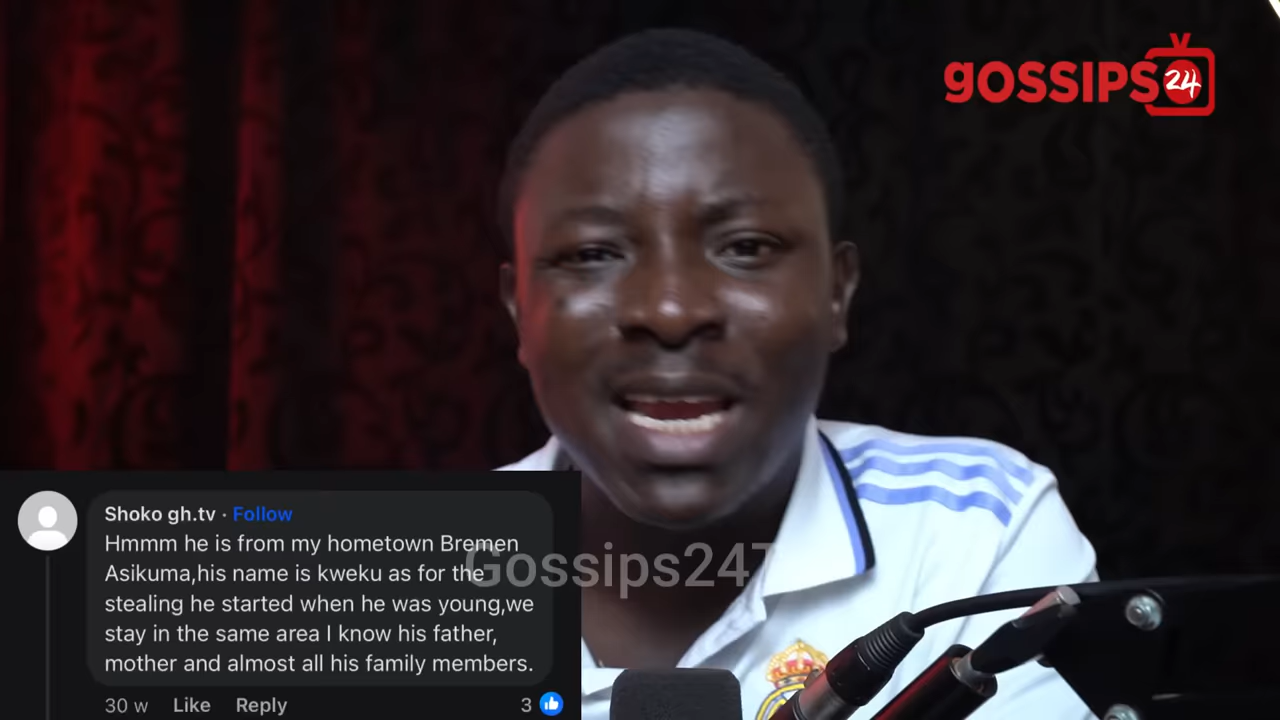 gOSSIPS24
Shoko gh.tv · Follow
Hmmm he is from my hometown Bremen
Asikuma,his name is kweku as for the
stealing he started when he was young,we
stay in the same area I know his father,
mother and almost all his family members.
30 w Like Reply 3
Gossips24T